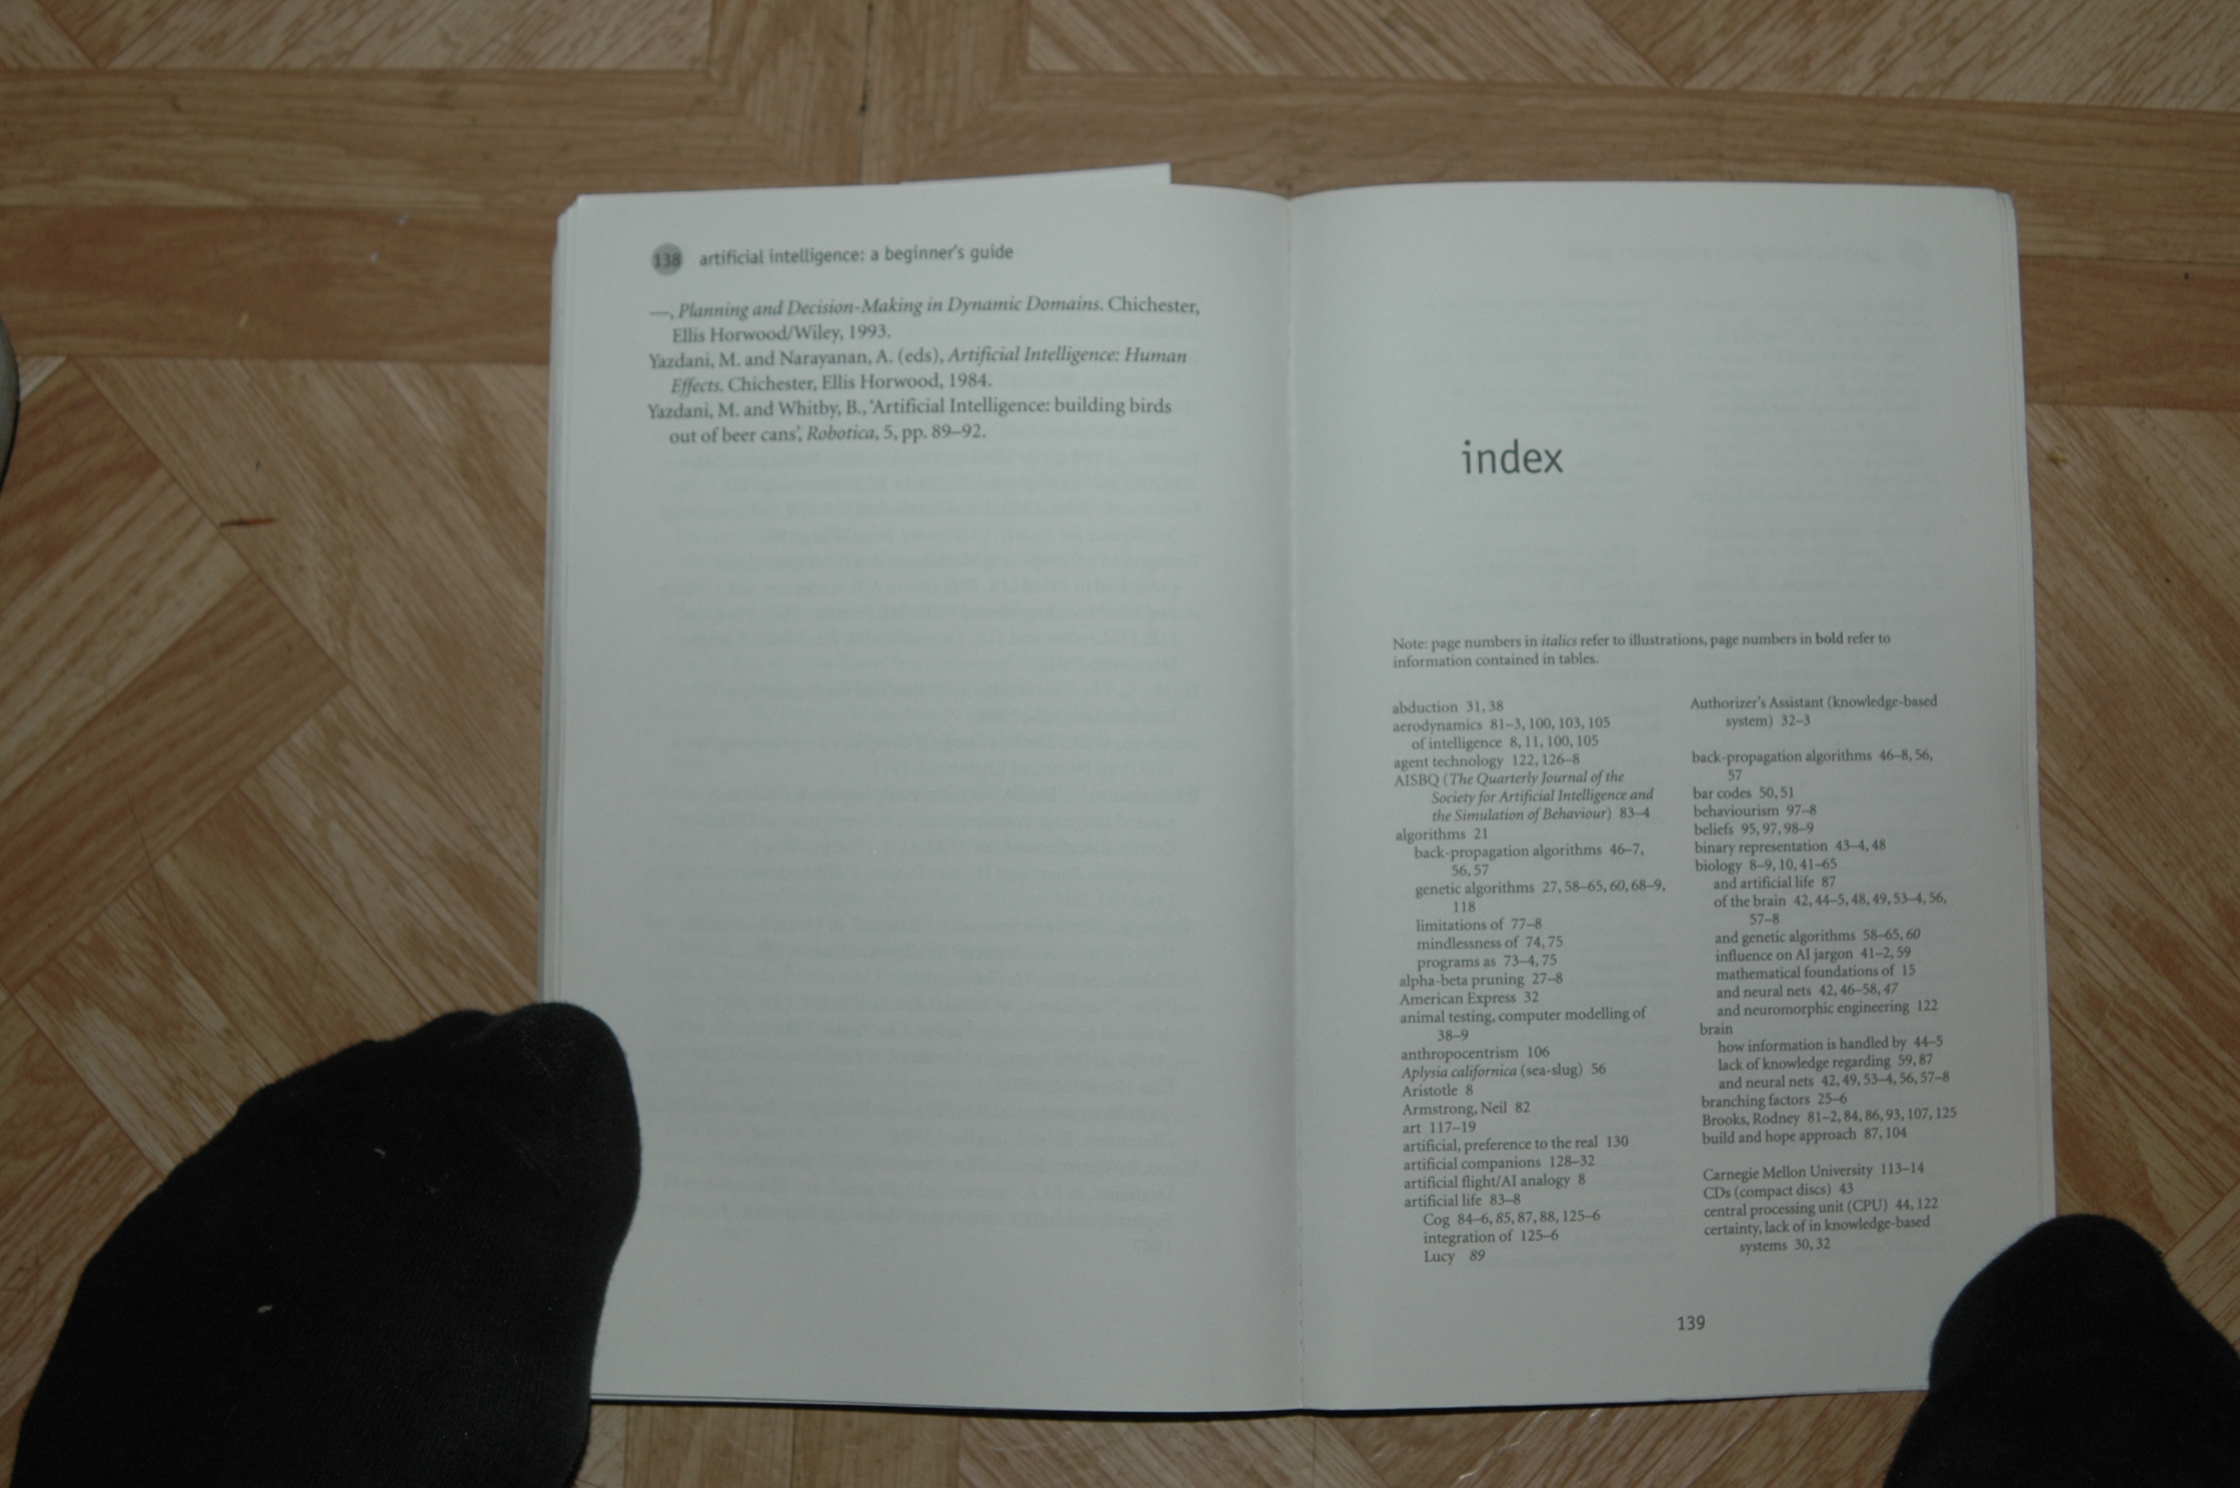 138 artificial intelligence: a beginner's guide
—, Planning and Decision-Making in Dynamic Domains. Chichester,
Ellis Horwood/Wiley, 1993.
Yazdani, M. and Narayanan, A. (eds), Artificial Intelligence: Human
Effects. Chichester, Ellis Horwood, 1984.
Yazdani, M. and Whitby, B., 'Artificial Intelligence: building birds
out of beer cans', Robotica, 5, pp. 89–92.
index
Note: page numbers in italics refer to illustrations, page numbers in bold refer to
information contained in tables.
abduction 31, 38
aerodynamics 81–3, 100, 103, 105
of intelligence 8, 11, 100, 105
agent technology 122, 126–8
AISBQ (The Quarterly Journal of the
Society for Artificial Intelligence and
the Simulation of Behaviour) 83–4
algorithms 21
back-propagation algorithms 46–7,
56, 57
genetic algorithms 27, 58–65, 60, 68–9,
118
limitations of 77–8
mindlessness of 74, 75
programs as 73–4, 75
alpha-beta pruning 27–8
American Express 32
animal testing, computer modelling of
38–9
anthropocentrism 106
Aplysia californica (sea-slug) 56
Aristotle 8
Armstrong, Neil 82
art 117–19
artificial, preference to the real 130
artificial companions 128–32
artificial flight/AI analogy 8
artificial life 83–8
Cog 84–6, 85, 87, 88, 125–6
integration of 125–6
Lucy 89
Authorizer's Assistant (knowledge-based
system) 32–3
back-propagation algorithms 46–8, 56,
57
bar codes 50, 51
behaviourism 97–8
beliefs 95, 97, 98–9
binary representation 43–4, 48
biology 8–9, 10, 41–65
and artificial life 87
of the brain 42, 44–5, 48, 49, 53–4, 56,
57–8
and genetic algorithms 58–65, 60
influence on AI jargon 41–2, 59
mathematical foundations of 15
and neural nets 42, 46–58, 47
and neuromorphic engineering 122
brain
how information is handled by 44–5
lack of knowledge regarding 59, 87
and neural nets 42, 49, 53–4, 56, 57–8
branching factors 25–6
Brooks, Rodney 81–2, 84, 86, 93, 107, 125
build and hope approach 87, 104
Carnegie Mellon University 113–14
CDs (compact discs) 43
central processing unit (CPU) 44, 122
certainty, lack of in knowledge-based
systems 30, 32
139